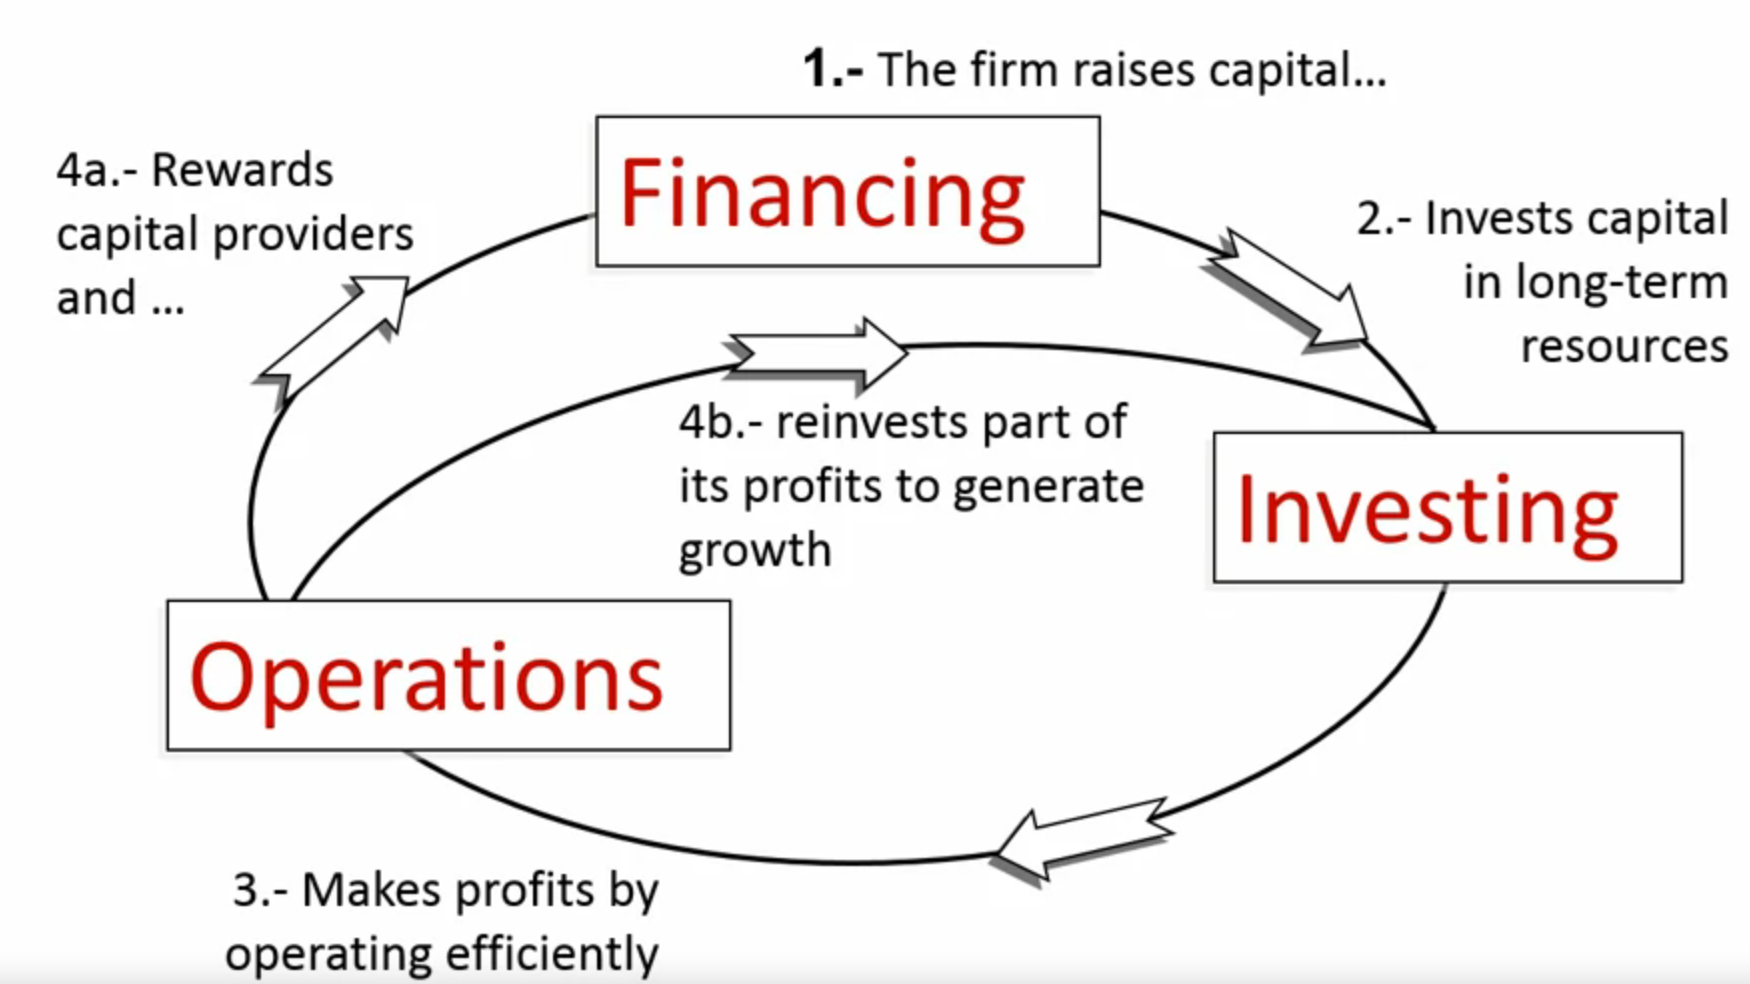 1.- The firm raises capital...
Financing
4a.- Rewards
capital providers
and ...
2.- Invests capital
in long-term
resources
4b.- reinvests part of
its profits to generate
growth
Investing
Operations
3.- Makes profits by
operating efficiently